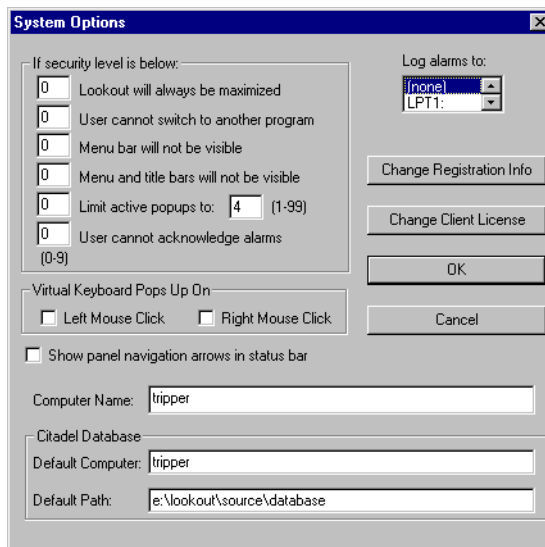 System Options
If security level is below:
0 Lookout will always be maximized
0 User cannot switch to another program
0 Menu bar will not be visible
0 Menu and title bars will not be visible
0 Limit active popups to: 4 (1-99)
0 User cannot acknowledge alarms
(0-9)
Log alarms to:
(none)
LPT1:
Change Registration Info
Change Client License
OK
Cancel
Virtual Keyboard Pops Up On
Left Mouse Click Right Mouse Click
Show panel navigation arrows in status bar
Computer Name: tripper
Citadel Database
Default Computer: tripper
Default Path: e:\lookout\source\database